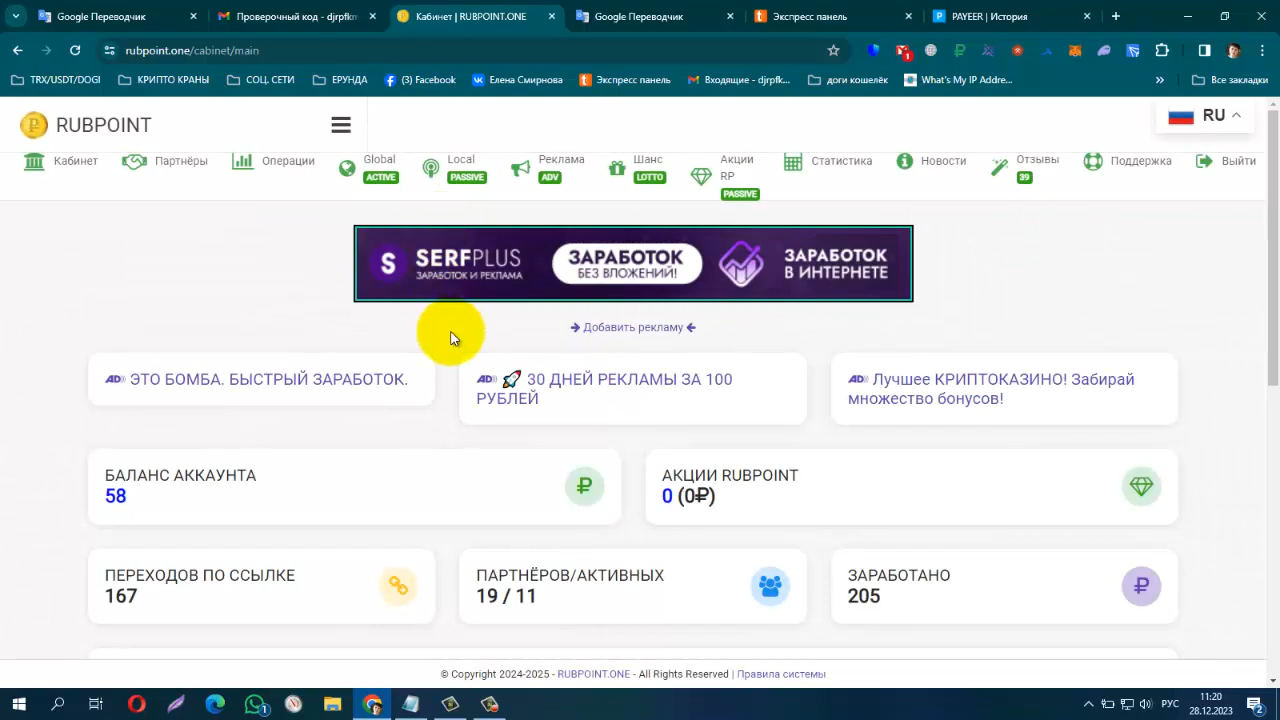 Google Переводчик
Проверочный код - djrpfkm
Кабинет | RUBPOINT.ONE
Google Переводчик
Экспресс панель
PAYEER | История
rubpoint.one/cabinet/main
1
TRX/USDT/DOGI
КРИПТО КРАНЫ
СОЦ. СЕТИ
ЕРУНДА
(3) Facebook
Елена Смирнова
Экспресс панель
Входящие - djrpfkm...
доги кошелёк
What's My IP Addre...
»
Все закладки
RUBPOINT
RU
Кабинет
Партнёры
Операции
Global
ACTIVE
Local
PASSIVE
Реклама
ADV
Шанс
LOTTO
Акции
RP
PASSIVE
Статистика
Новости
Отзывы
39
Поддержка
Выйти
S SERFPLUS
ЗАРАБОТОК И РЕКЛАМА
ЗАРАБОТОК
БЕЗ ВЛОЖЕНИЙ!
ЗАРАБОТОК
В ИНТЕРНЕТЕ
Добавить рекламу
AD ЭТО БОМБА. БЫСТРЫЙ ЗАРАБОТОК.
AD 🚀 30 ДНЕЙ РЕКЛАМЫ ЗА 100
РУБЛЕЙ
AD Лучшее КРИПТОКАЗИНО! Забирай
множество бонусов!
БАЛАНС АККАУНТА
58
₽
АКЦИИ RUBPOINT
0 (0₽)
ПЕРЕХОДОВ ПО ССЫЛКЕ
167
ПАРТНЁРОВ/АКТИВНЫХ
19 / 11
ЗАРАБОТАНО
205
₽
© Copyright 2024-2025 - RUBPOINT.ONE - All Rights Reserved | Правила системы
1
РУС
11:20
28.12.2023
2